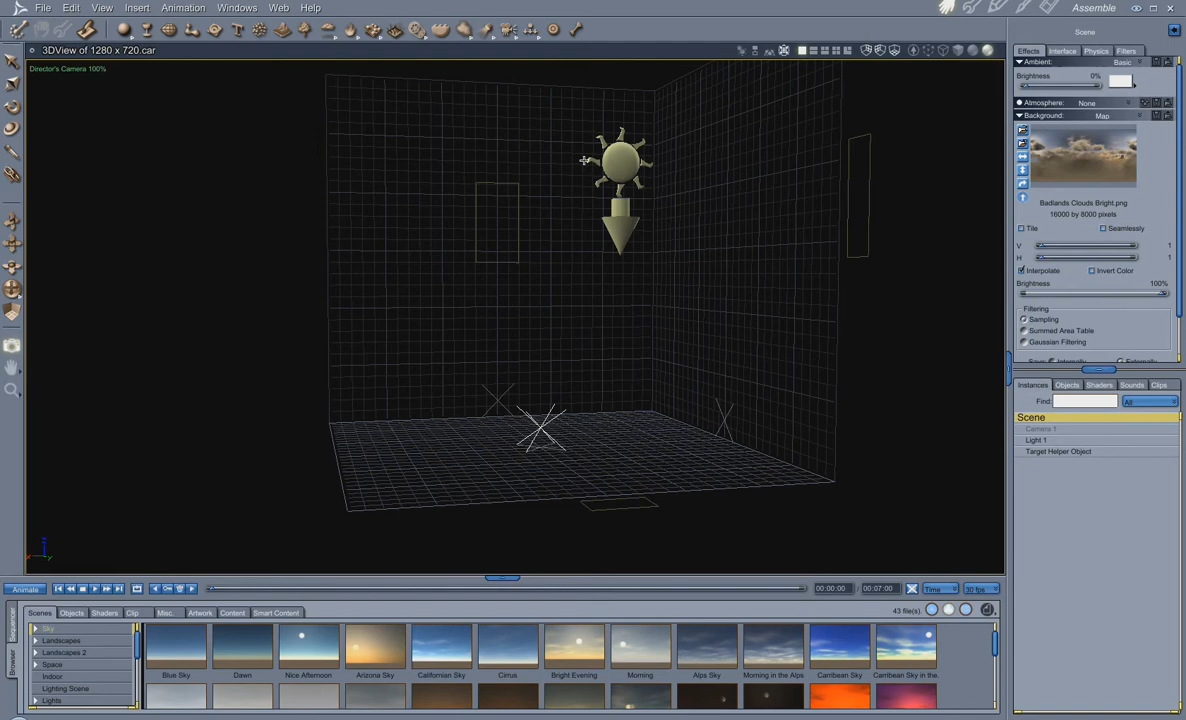 File Edit View Insert Animation Windows Web Help Assemble
3DView of 1280 x 720.car
Director's Camera 100%
Scene
Effects Interface Physics Filters
Ambient: Basic
Brightness 0%
Atmosphere: None
Background: Map
Badlands Clouds Bright.png
16000 by 8000 pixels
Tile Seamlessly
V 1
H 1
Interpolate Invert Color
Brightness 100%
Filtering
Sampling
Summed Area Table
Gaussian Filtering
Instances Objects Shaders Sounds Clips
Find: All
Scene
Camera 1
Light 1
Target Helper Object
Animate 00:00:00 / 00:07:00 Time 30 fps
Sequencer
Browser
Scenes Objects Shaders Clip Misc. Artwork Content Smart Content 43 file(s).
Sky
Landscapes
Landscapes 2
Space
Indoor
Lighting Scene
Lights
Blue Sky Dawn Nice Afternoon Arizona Sky Californian Sky Cirrus Bright Evening Morning Alps Sky Morning in the Alps Carribean Sky Carribean Sky in the.